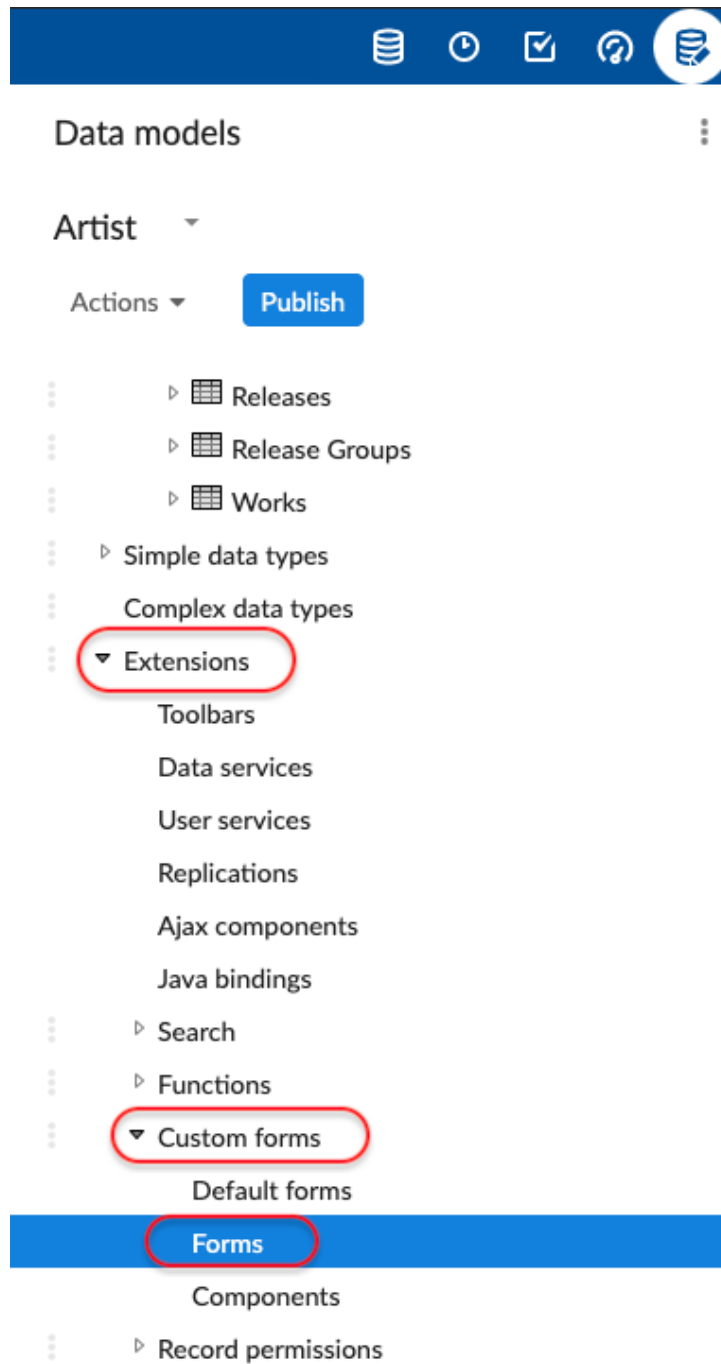 Data models
Artist
Actions Publish
Releases
Release Groups
Works
Simple data types
Complex data types
Extensions
Toolbars
Data services
User services
Replications
Ajax components
Java bindings
Search
Functions
Custom forms
Default forms
Forms
Components
Record permissions